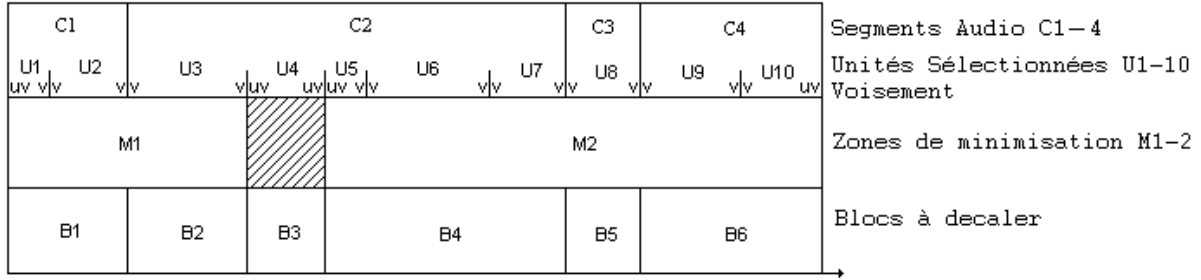 C1 C2 C3 C4 Segments Audio C1-4
U1 U2 U3 U4 U5 U6 U7 U8 U9 U10 Unités Sélectionnées U1-10
uv v|v v|v v|uv uv|uv v|v v|v v|v v|v v|v uv Voisement
M1 M2 Zones de minimisation M1-2
B1 B2 B3 B4 B5 B6 Blocs à decaler